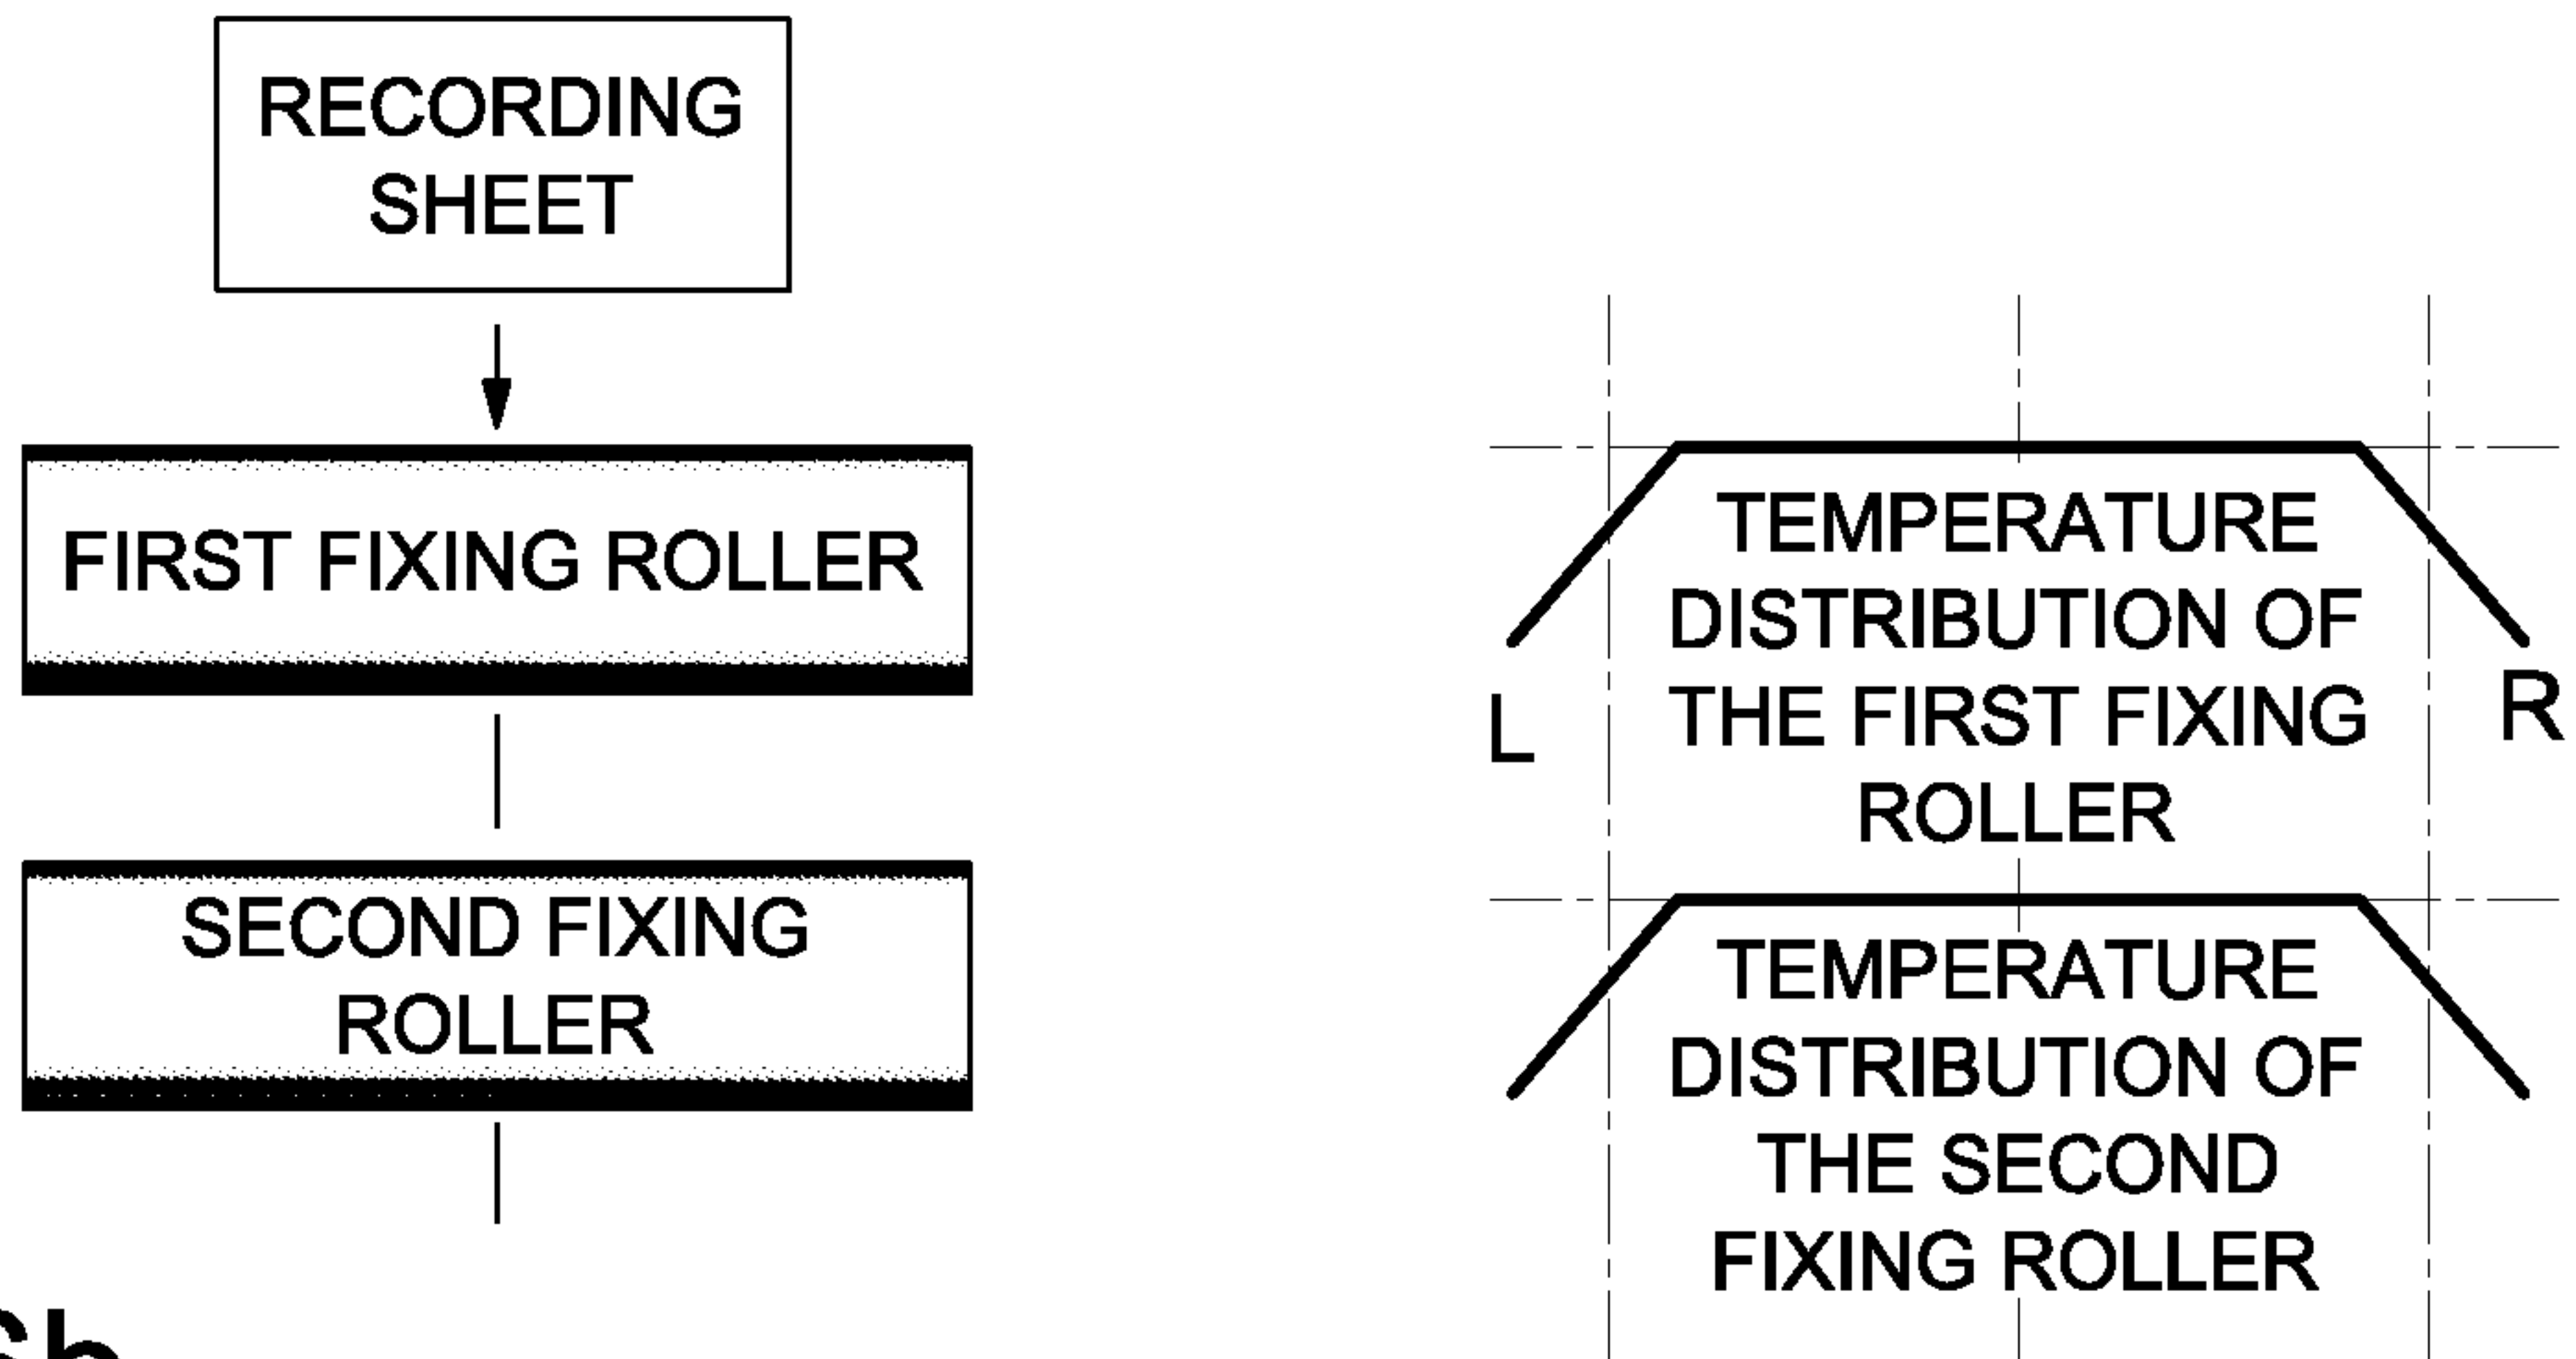 RECORDING
SHEET
FIRST FIXING ROLLER
SECOND FIXING
ROLLER
TEMPERATURE
DISTRIBUTION OF
THE FIRST FIXING
ROLLER
L
R
TEMPERATURE
DISTRIBUTION OF
THE SECOND
FIXING ROLLER